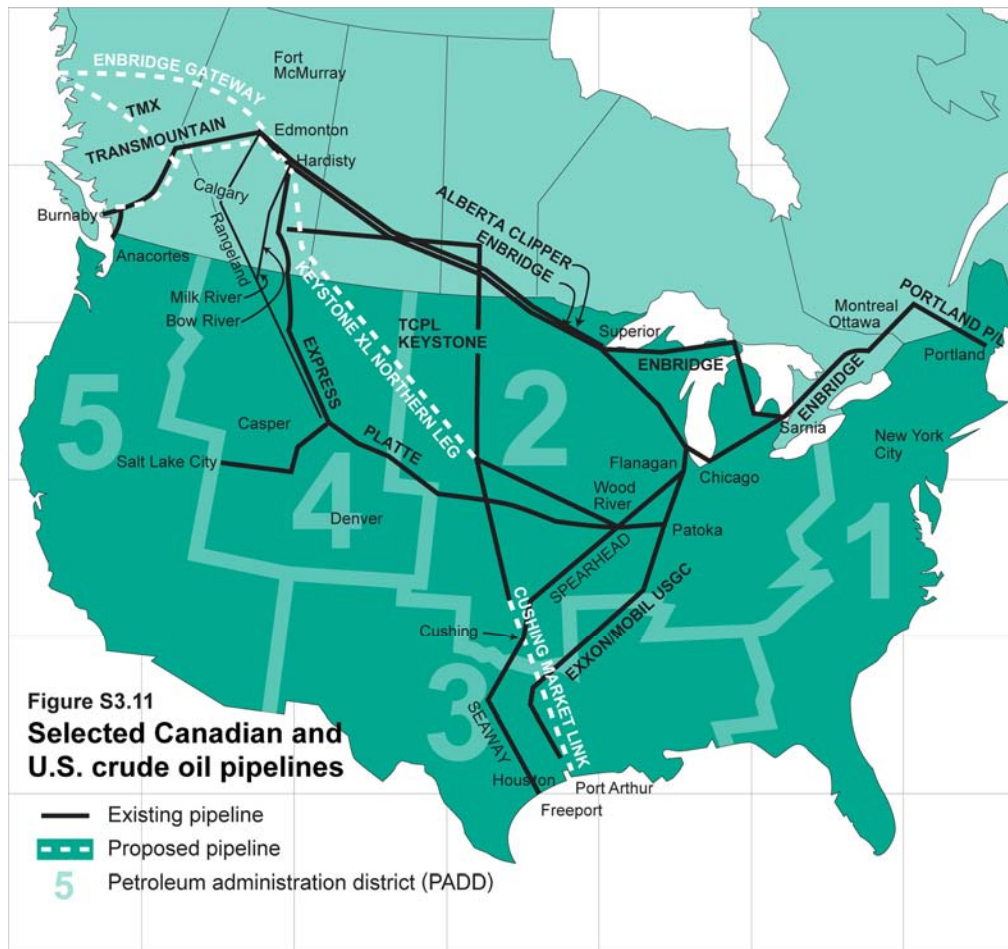 ENBRIDGE GATEWAY
Fort
McMurray
TMX
TRANSMOUNTAIN
Edmonton
Hardisty
Calgary
Burnaby
Rangeland
Anacortes
Milk River
Bow River
ALBERTA CLIPPER
ENBRIDGE
KEYSTONE XL NORTHERN LEG
TCPL
KEYSTONE
Superior
ENBRIDGE
Montreal
Ottawa
PORTLAND P/L
Portland
ENBRIDGE
Sarnia
New York
City
EXPRESS
Casper
Salt Lake City
PLATTE
Denver
Flanagan
Chicago
Wood
River
Patoka
SPEARHEAD
EXXON/MOBIL USGC
Cushing
CUSHING MARKET LINK
SEAWAY
Houston
Port Arthur
Freeport
5
4
2
3
1
Figure S3.11
Selected Canadian and
U.S. crude oil pipelines
Existing pipeline
Proposed pipeline
5 Petroleum administration district (PADD)